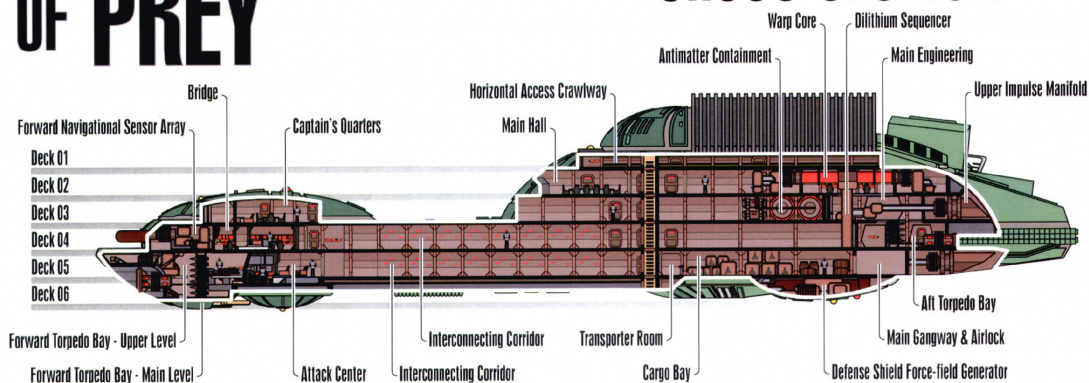 OF PREY
Warp Core
Dilithium Sequencer
Antimatter Containment
Main Engineering
Bridge
Horizontal Access Crawlway
Upper Impulse Manifold
Forward Navigational Sensor Array
Captain's Quarters
Main Hall
Deck 01
Deck 02
Deck 03
Deck 04
Deck 05
Deck 06
Aft Torpedo Bay
Forward Torpedo Bay - Upper Level
Interconnecting Corridor
Transporter Room
Main Gangway & Airlock
Forward Torpedo Bay - Main Level
Attack Center
Interconnecting Corridor
Cargo Bay
Defense Shield Force-field Generator